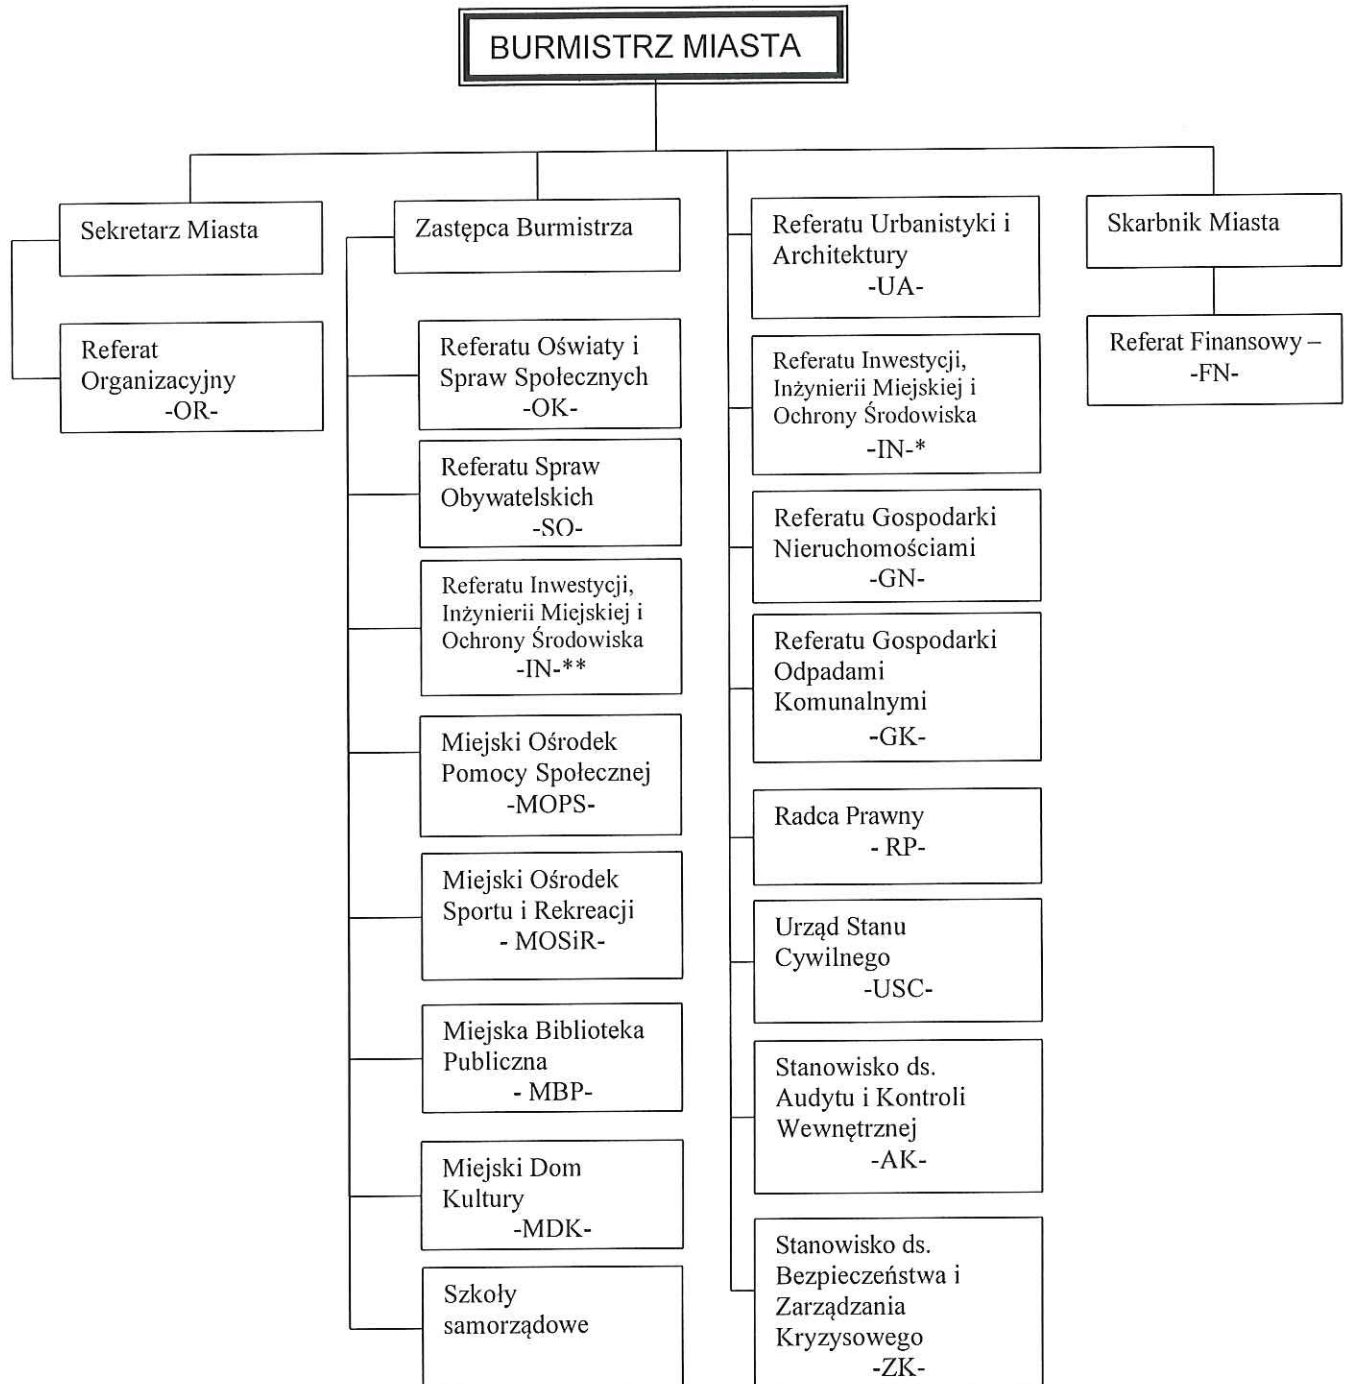 BURMISTRZ MIASTA
Sekretarz Miasta
Referat
Organizacyjny
-OR-
Zastępca Burmistrza
Referatu Oświaty i
Spraw Społecznych
-OK-
Referatu Spraw
Obywatelskich
-SO-
Referatu Inwestycji,
Inżynierii Miejskiej i
Ochrony Środowiska
-IN-**
Miejski Ośrodek
Pomocy Społecznej
-MOPS-
Miejski Ośrodek
Sportu i Rekreacji
- MOSiR-
Miejska Biblioteka
Publiczna
- MBP-
Miejski Dom
Kultury
-MDK-
Szkoły
samorządowe
Referatu Urbanistyki i
Architektury
-UA-
Referatu Inwestycji,
Inżynierii Miejskiej i
Ochrony Środowiska
-IN-*
Referatu Gospodarki
Nieruchomościami
-GN-
Referatu Gospodarki
Odpadami
Komunalnymi
-GK-
Radca Prawny
- RP-
Urząd Stanu
Cywilnego
-USC-
Stanowisko ds.
Audytu i Kontroli
Wewnętrznej
-AK-
Stanowisko ds.
Bezpieczeństwa i
Zarządzania
Kryzysowego
-ZK-
Skarbnik Miasta
Referat Finansowy –
-FN-